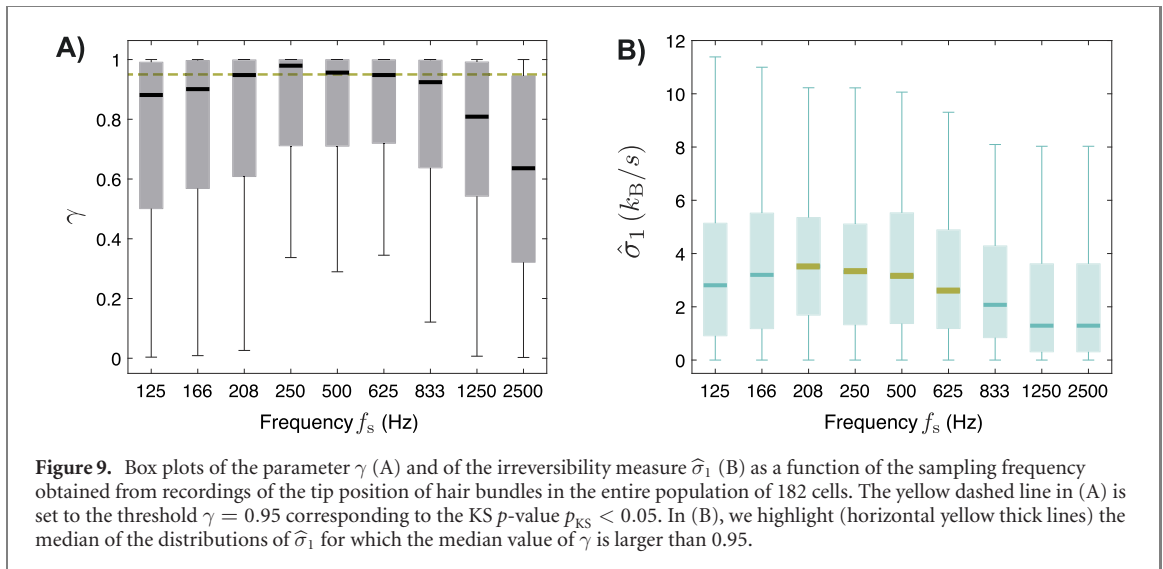 A)
1
0.8
0.6
0.4
0.2
0
γ
125 166 208 250 500 625 833 1250 2500
Frequency fₛ (Hz)
B)
12
10
8
6
4
2
0
σ̂₁ (k_B/s)
125 166 208 250 500 625 833 1250 2500
Frequency fₛ (Hz)
Figure 9. Box plots of the parameter γ (A) and of the irreversibility measure σ̂₁ (B) as a function of the sampling frequency
obtained from recordings of the tip position of hair bundles in the entire population of 182 cells. The yellow dashed line in (A) is
set to the threshold γ = 0.95 corresponding to the KS p-value p_KS < 0.05. In (B), we highlight (horizontal yellow thick lines) the
median of the distributions of σ̂₁ for which the median value of γ is larger than 0.95.